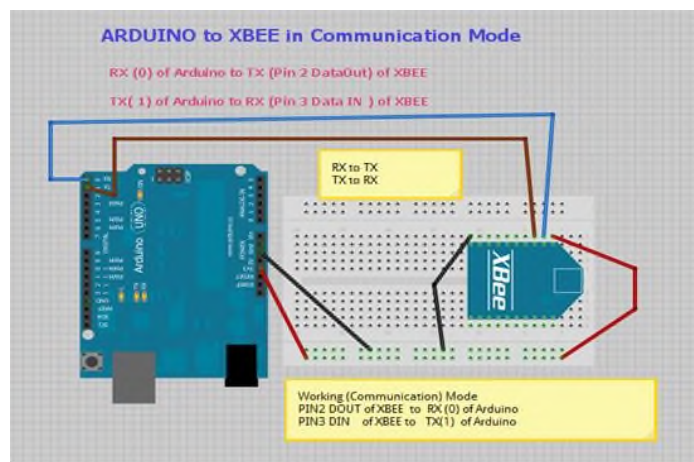 ARDUINO to XBEE in Communication Mode
RX (0) of Arduino to TX (Pin 2 DataOut) of XBEE
TX( 1) of Arduino to RX (Pin 3 Data IN ) of XBEE
RX to TX
TX to RX
Arduino
UNO
XBee
RESET
Working (Communication) Mode
PIN2 DOUT of XBEE to RX (0) of Arduino
PIN3 DIN of XBEE to TX(1) of Arduino